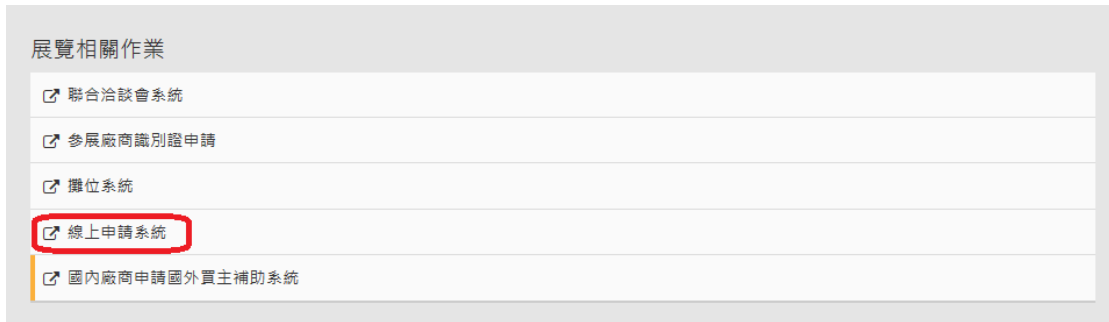 展覽相關作業
聯合洽談會系統
參展廠商識別證申請
攤位系統
線上申請系統
國內廠商申請國外買主補助系統